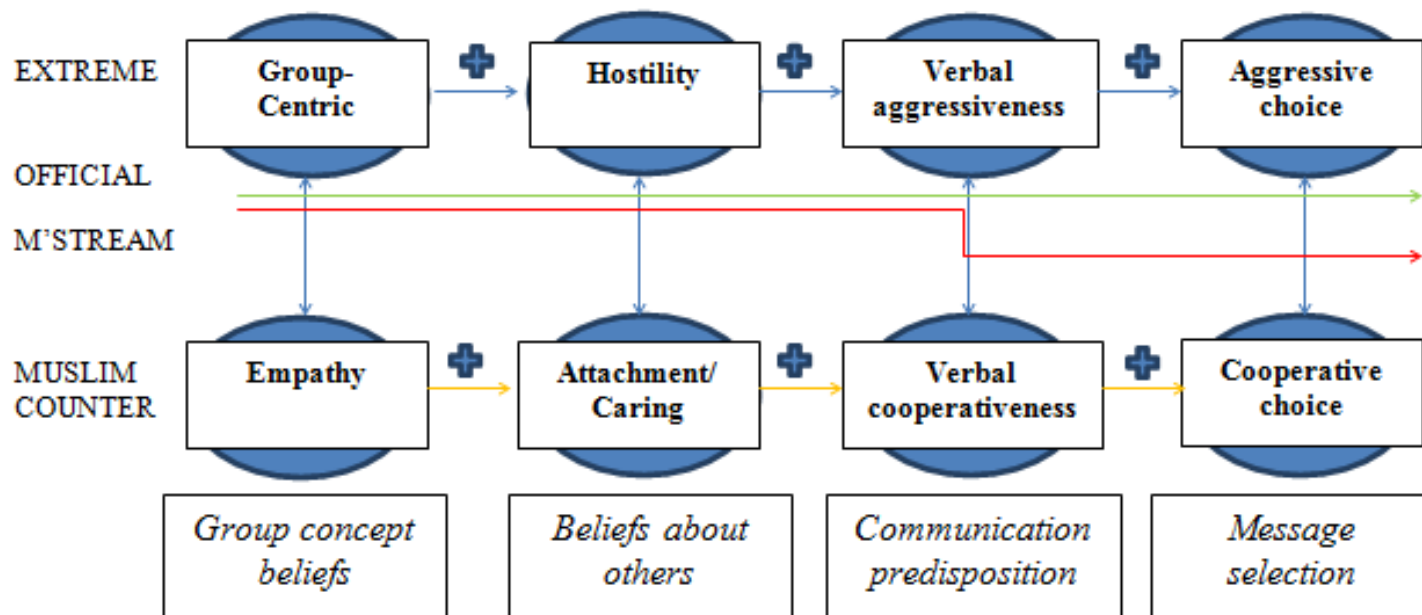 EXTREME
Group-
Centric
Hostility
Verbal
aggressiveness
Aggressive
choice
OFFICIAL
M’STREAM
MUSLIM
COUNTER
Empathy
Attachment/
Caring
Verbal
cooperativeness
Cooperative
choice
Group concept
beliefs
Beliefs about
others
Communication
predisposition
Message
selection